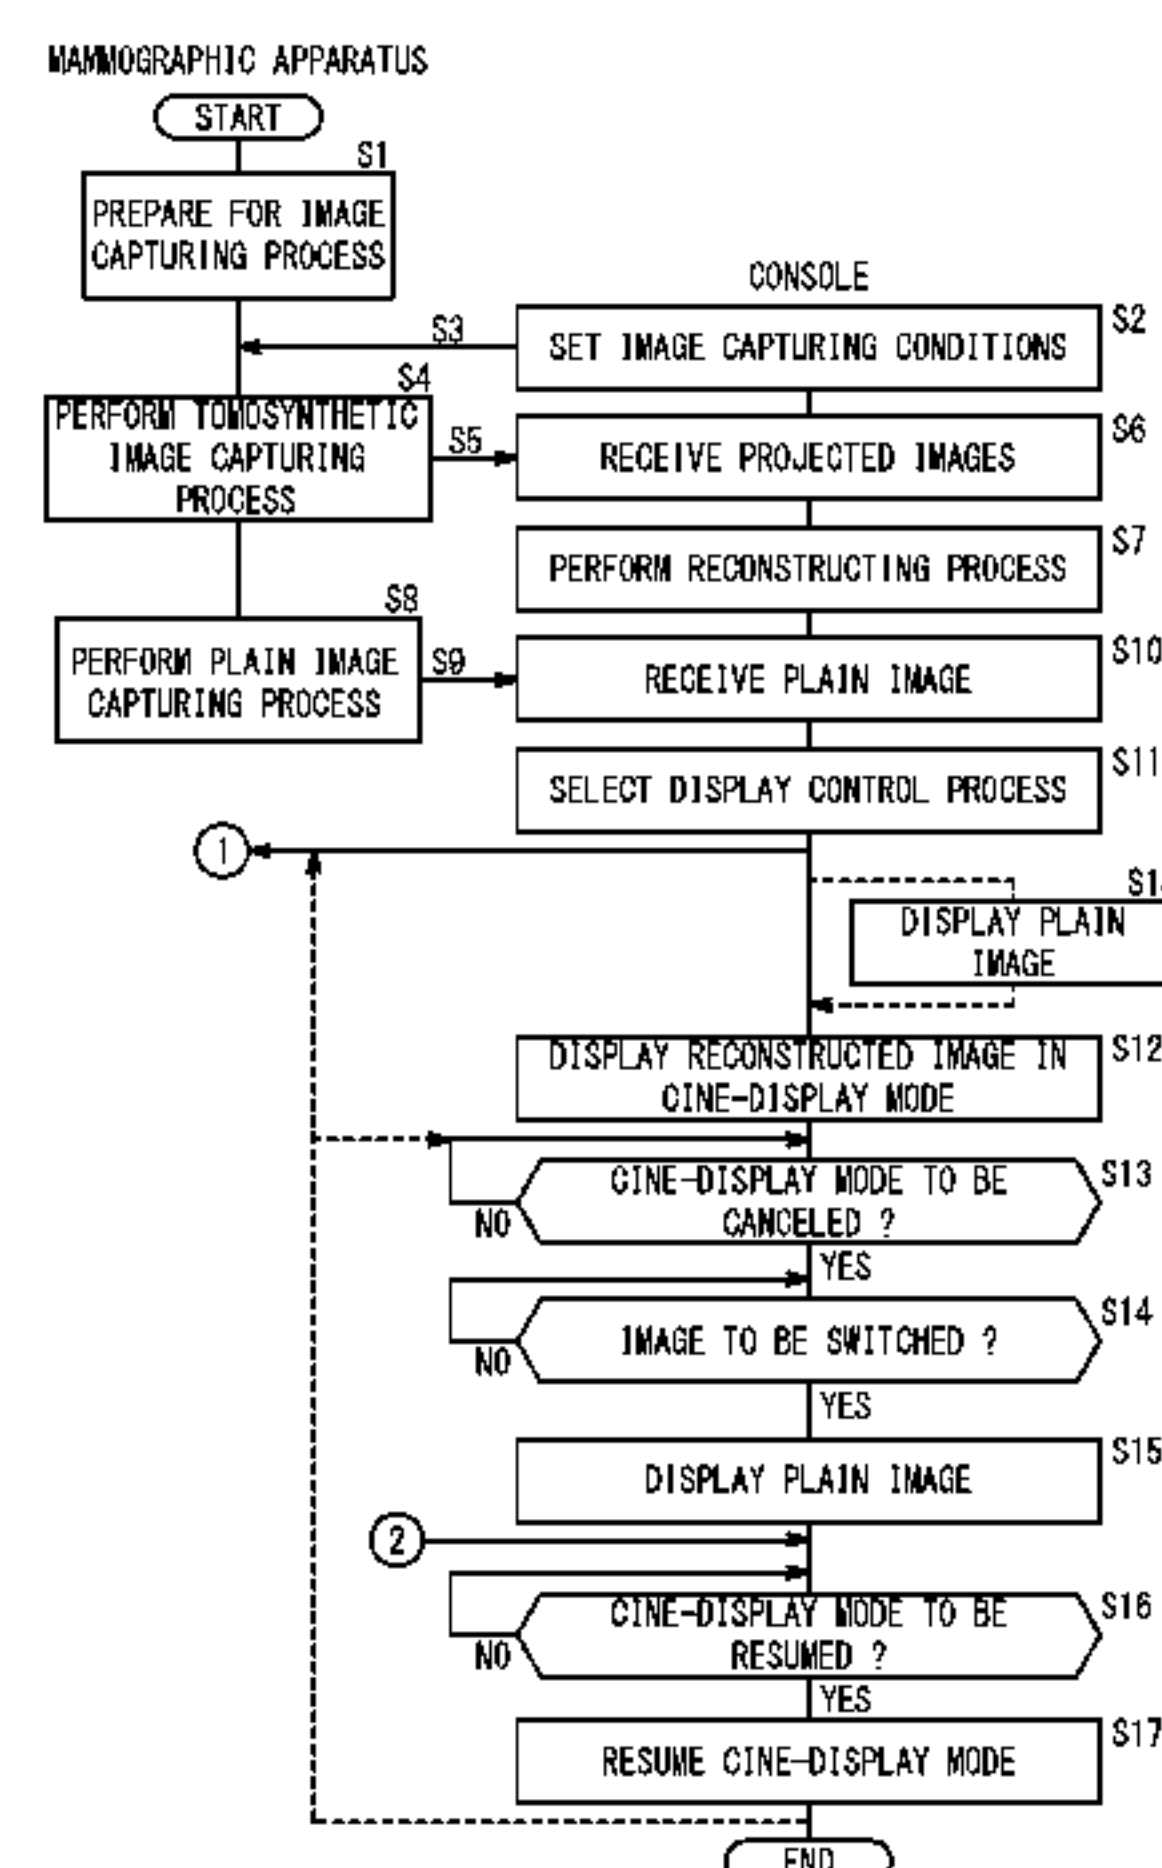 MAMMOGRAPHIC APPARATUS
START
S1
PREPARE FOR IMAGE
CAPTURING PROCESS
CONSOLE
S2
SET IMAGE CAPTURING CONDITIONS
S3
S4
PERFORM TOMOSYNTHETIC
IMAGE CAPTURING
PROCESS
S5
S6
RECEIVE PROJECTED IMAGES
S7
PERFORM RECONSTRUCTING PROCESS
S8
PERFORM PLAIN IMAGE
CAPTURING PROCESS
S9
S10
RECEIVE PLAIN IMAGE
S11
SELECT DISPLAY CONTROL PROCESS
1
DISPLAY PLAIN
IMAGE
S12
DISPLAY RECONSTRUCTED IMAGE IN
CINE-DISPLAY MODE
S13
CINE-DISPLAY MODE TO BE
CANCELED ?
NO
YES
S14
IMAGE TO BE SWITCHED ?
NO
YES
S15
DISPLAY PLAIN IMAGE
2
S16
CINE-DISPLAY MODE TO BE
RESUMED ?
NO
YES
S17
RESUME CINE-DISPLAY MODE
END